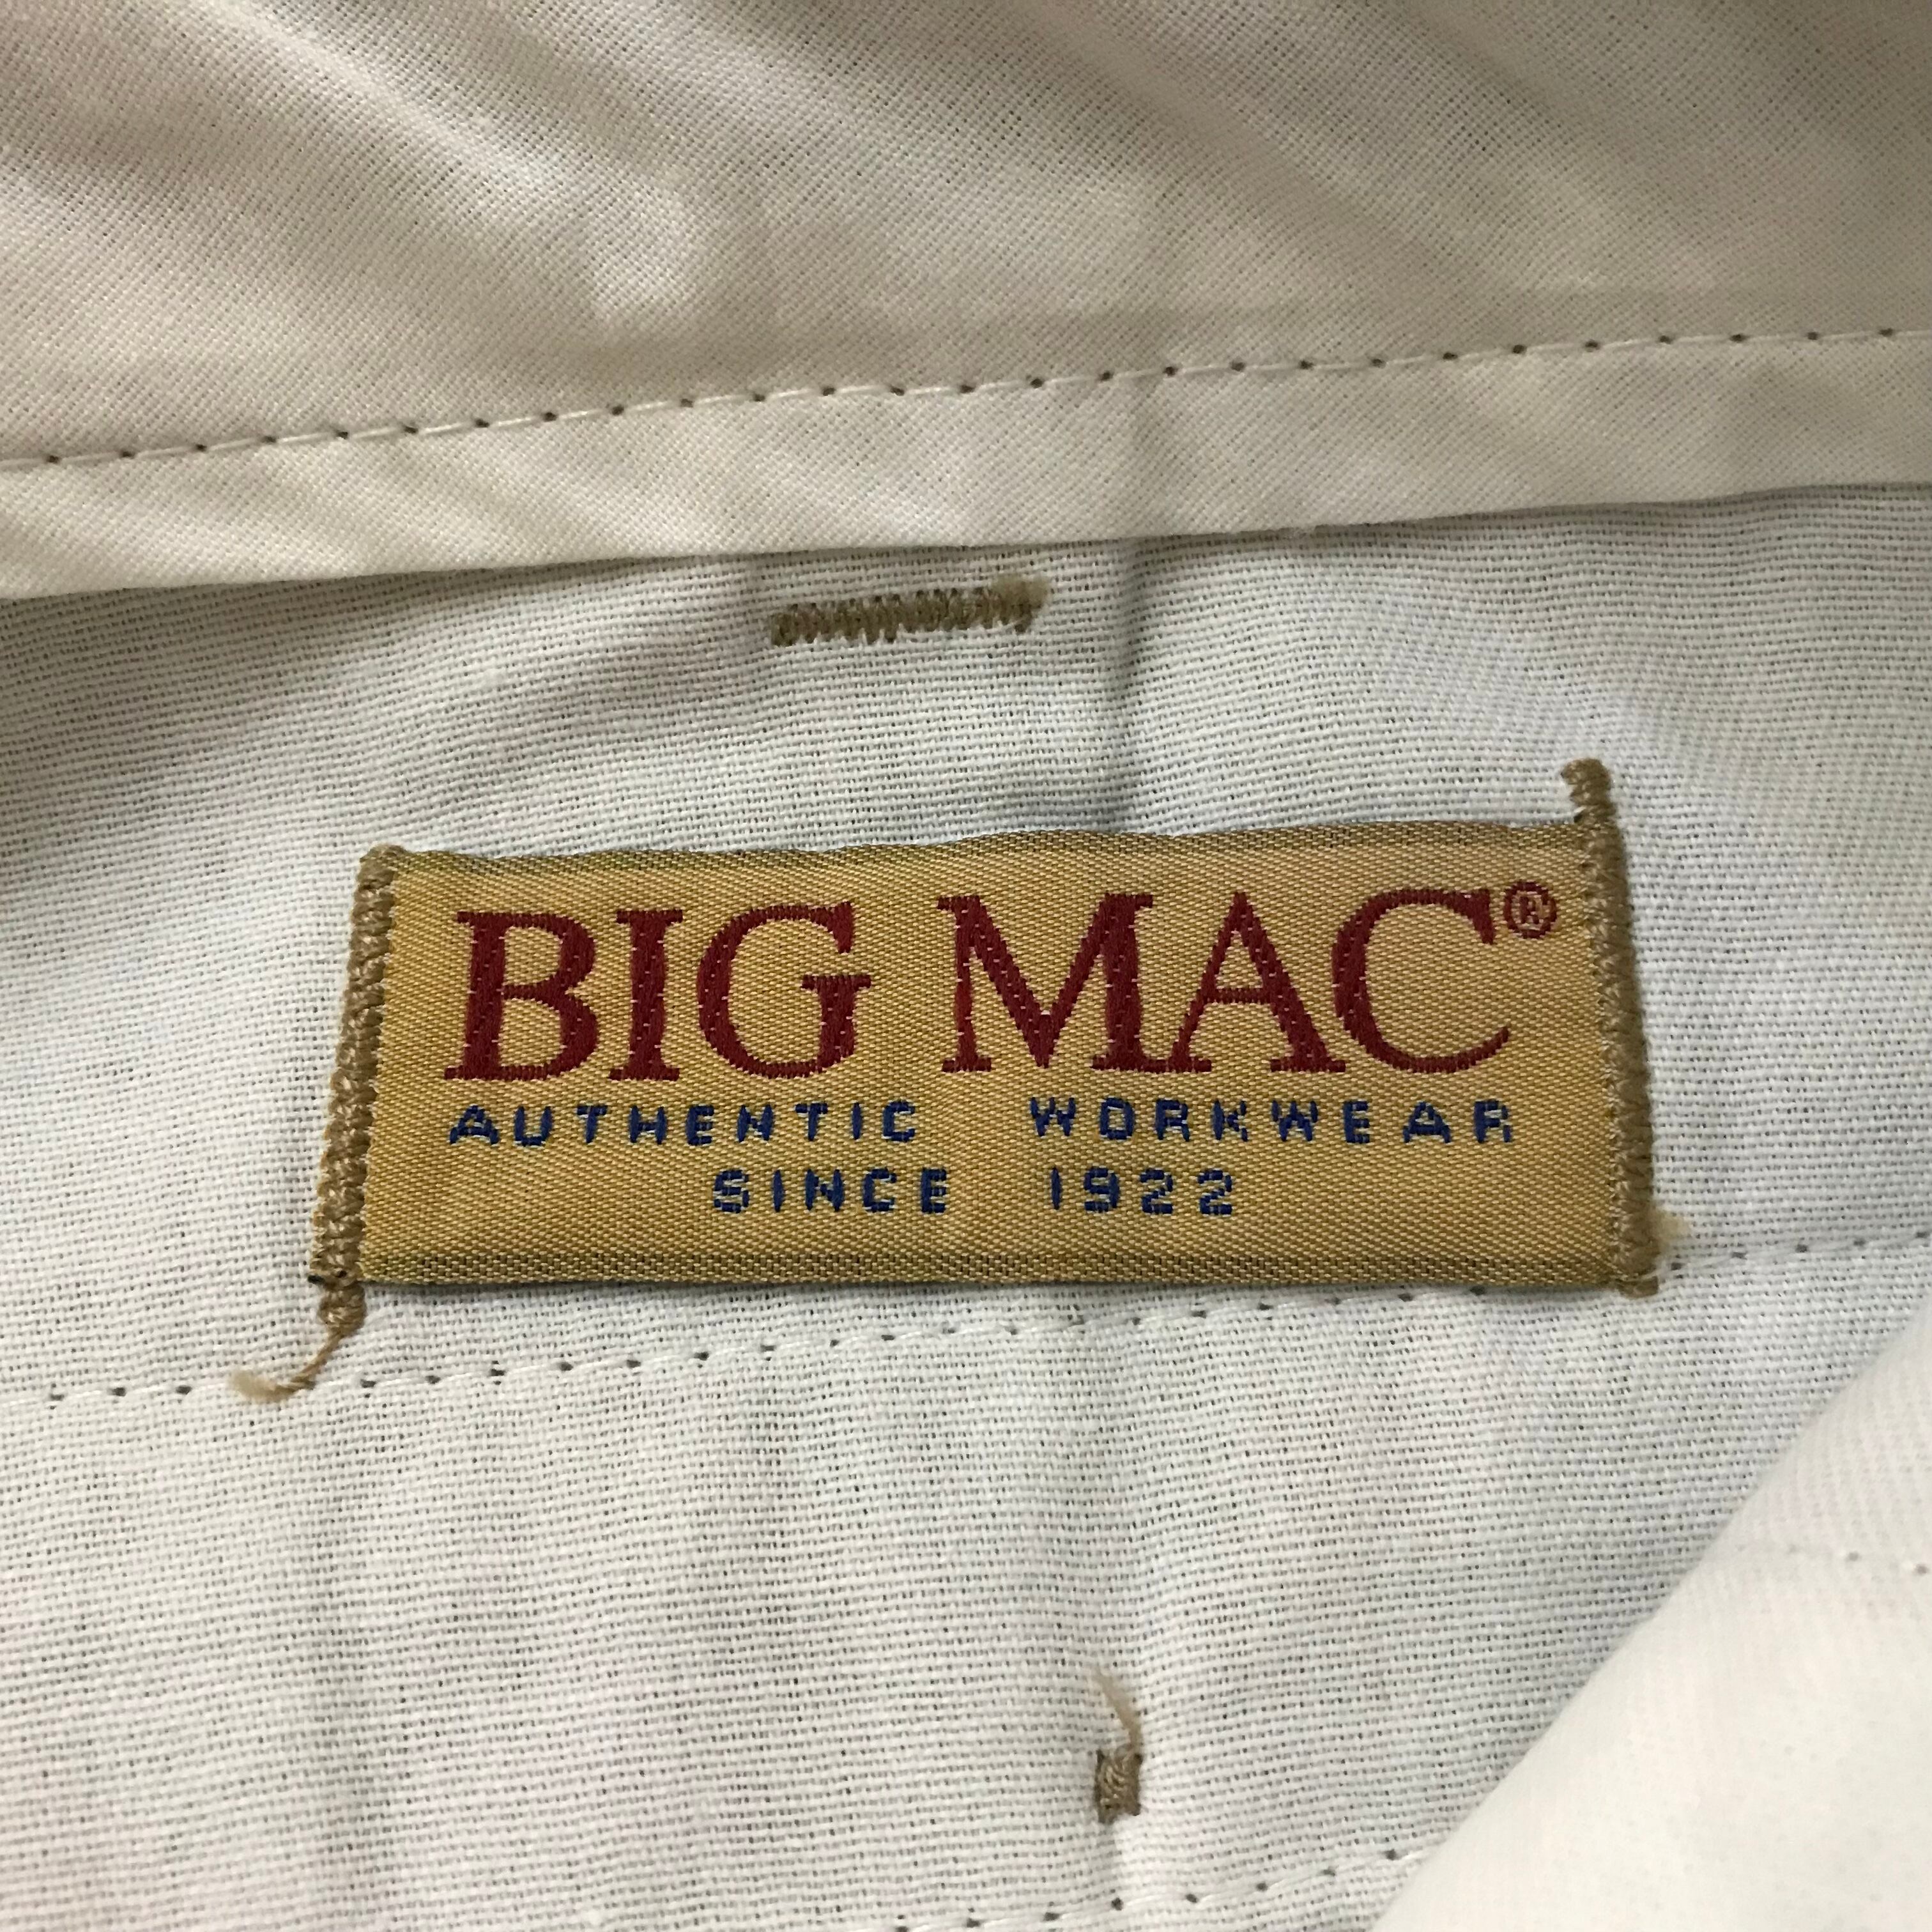 BIG MAC®
AUTHENTIC WORKWEAR
SINCE 1922